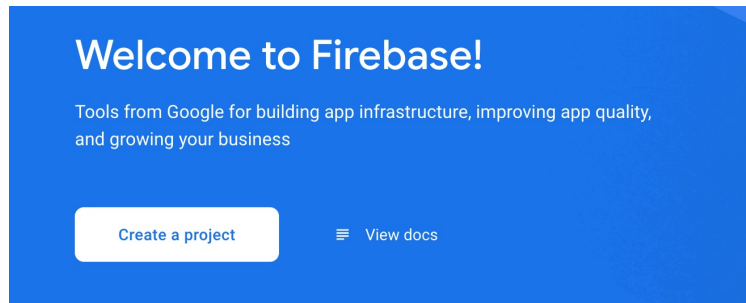 Welcome to Firebase!
Tools from Google for building app infrastructure, improving app quality,
and growing your business
Create a project
View docs